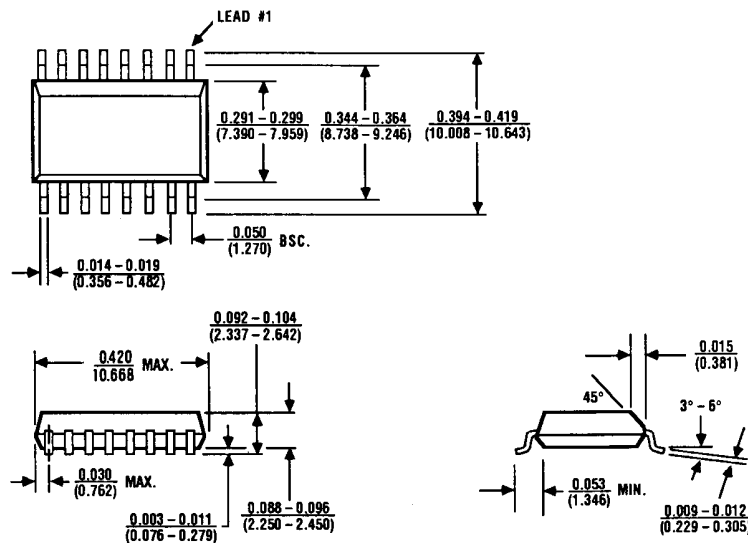 LEAD #1
0.291 – 0.299
(7.390 – 7.959)
0.344 – 0.364
(8.738 – 9.246)
0.394 – 0.419
(10.008 – 10.643)
0.050
(1.270)
BSC.
0.014 – 0.019
(0.356 – 0.482)
0.092 – 0.104
(2.337 – 2.642)
0.420
10.668
MAX.
0.015
(0.381)
45°
3° – 6°
0.030
(0.762)
MAX.
0.003 – 0.011
(0.076 – 0.279)
0.088 – 0.096
(2.250 – 2.450)
0.053
(1.346)
MIN.
0.009 – 0.012
(0.229 – 0.305)